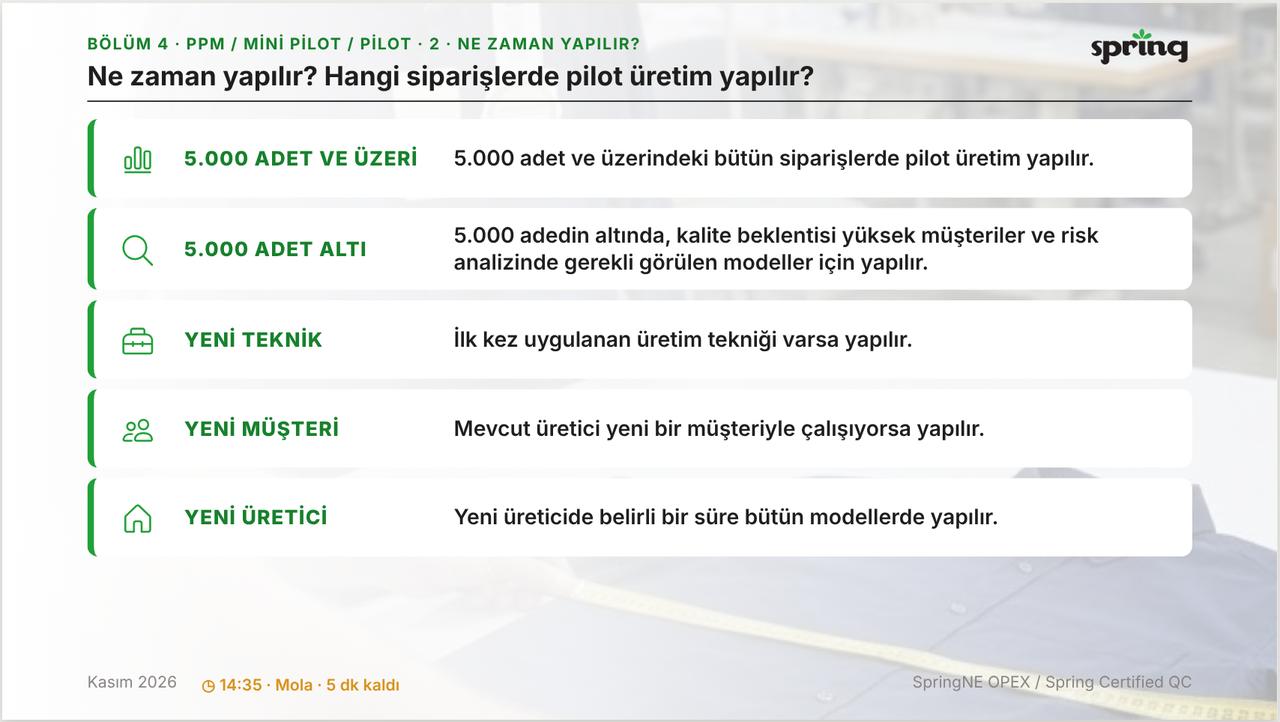 BÖLÜM 4 · PPM / MİNİ PİLOT / PİLOT · 2 · NE ZAMAN YAPILIR?
spring
Ne zaman yapılır? Hangi siparişlerde pilot üretim yapılır?
5.000 ADET VE ÜZERİ
5.000 adet ve üzerindeki bütün siparişlerde pilot üretim yapılır.
5.000 ADET ALTI
5.000 adedin altında, kalite beklentisi yüksek müşteriler ve risk
analizinde gerekli görülen modeller için yapılır.
YENİ TEKNİK
İlk kez uygulanan üretim tekniği varsa yapılır.
YENİ MÜŞTERİ
Mevcut üretici yeni bir müşteriyle çalışıyorsa yapılır.
YENİ ÜRETİCİ
Yeni üreticide belirli bir süre bütün modellerde yapılır.
Kasım 2026
14:35 · Mola · 5 dk kaldı
SpringNE OPEX / Spring Certified QC